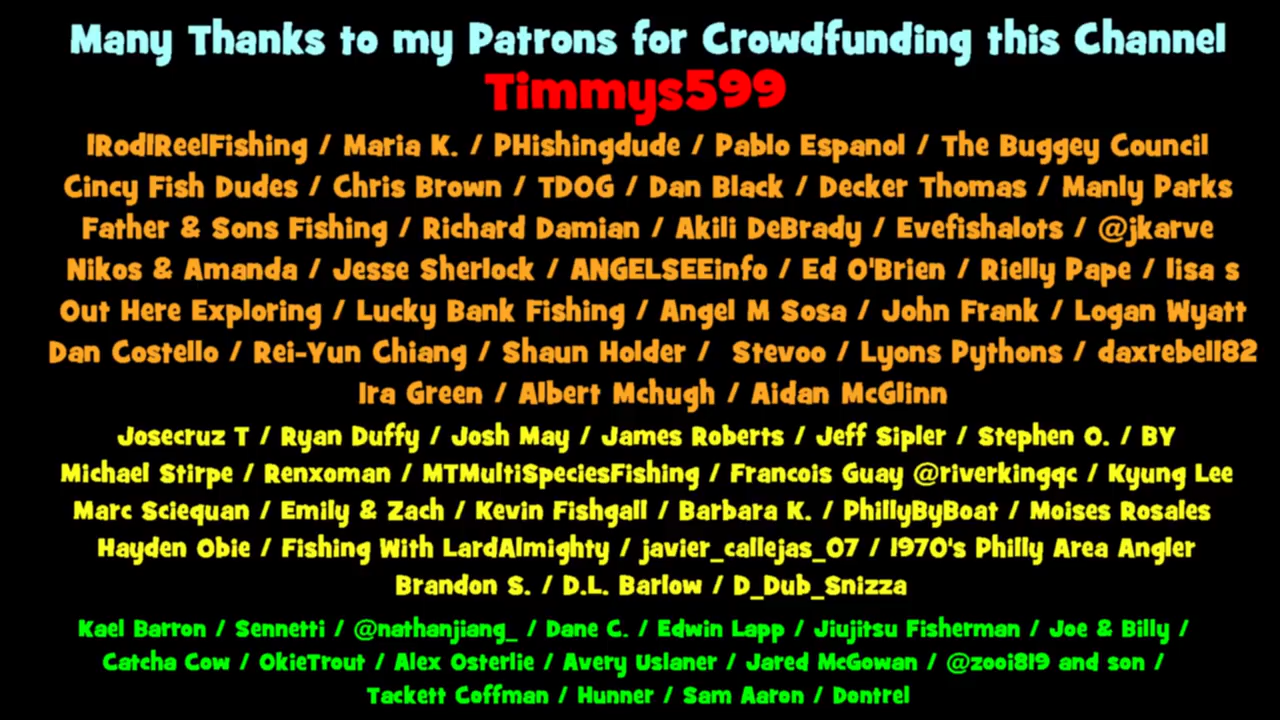 Many Thanks to my Patrons for Crowdfunding this Channel
Timmys599
1Rod1ReelFishing / Maria K. / PHishingdude / Pablo Espanol / The Buggey Council
Cincy Fish Dudes / Chris Brown / TDOG / Dan Black / Decker Thomas / Manly Parks
Father & Sons Fishing / Richard Damian / Akili DeBrady / Evefishalots / @jkarve
Nikos & Amanda / Jesse Sherlock / ANGELSEEinfo / Ed O'Brien / Rielly Pape / lisa s
Out Here Exploring / Lucky Bank Fishing / Angel M Sosa / John Frank / Logan Wyatt
Dan Costello / Rei-Yun Chiang / Shaun Holder / Stevoo / Lyons Pythons / daxrebell82
Ira Green / Albert Mchugh / Aidan McGlinn
Josecruz T / Ryan Duffy / Josh May / James Roberts / Jeff Sipler / Stephen O. / BY
Michael Stirpe / Renxoman / MTMultiSpeciesFishing / Francois Guay @riverkingqc / Kyung Lee
Marc Sciequan / Emily & Zach / Kevin Fishgall / Barbara K. / PhillyByBoat / Moises Rosales
Hayden Obie / Fishing With LardAlmighty / javier_callejas_07 / 1970's Philly Area Angler
Brandon S. / D.L. Barlow / D_Dub_Snizza
Kael Barron / Sennetti / @nathanjiang_ / Dane C. / Edwin Lapp / Jiujitsu Fisherman / Joe & Billy /
Catcha Cow / OkieTrout / Alex Osterlie / Avery Uslaner / Jared McGowan / @zooi819 and son /
Tackett Coffman / Hunner / Sam Aaron / Dontrel